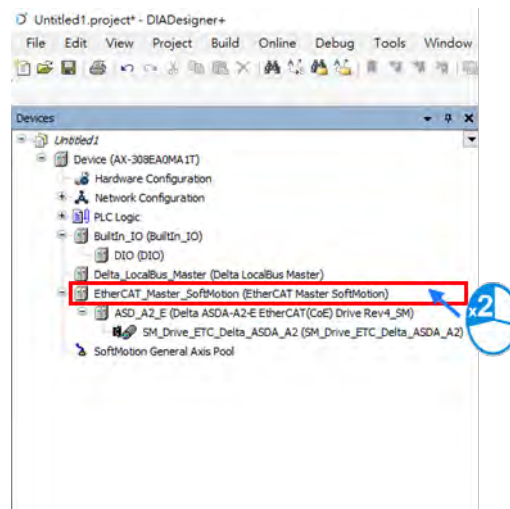 Untitled1.project* - DIADesigner+
File Edit View Project Build Online Debug Tools Window
Devices
Untitled1
Device (AX-308EA0MA1T)
Hardware Configuration
Network Configuration
PLC Logic
BuiltIn_IO (BuiltIn_IO)
DIO (DIO)
Delta_LocalBus_Master (Delta LocalBus Master)
EtherCAT_Master_SoftMotion (EtherCAT Master SoftMotion)
x2
ASD_A2_E (Delta ASDA-A2-E EtherCAT(CoE) Drive Rev4_SM)
SM_Drive_ETC_Delta_ASDA_A2 (SM_Drive_ETC_Delta_ASDA_A2)
SoftMotion General Axis Pool